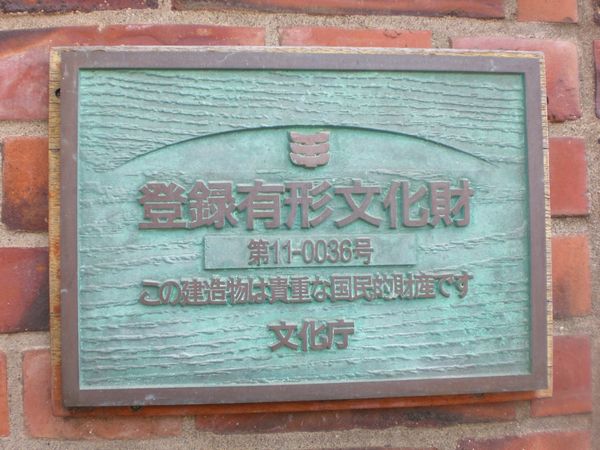 登録有形文化財
第11-0036号
この建造物は貴重な国民的財産です
文化庁